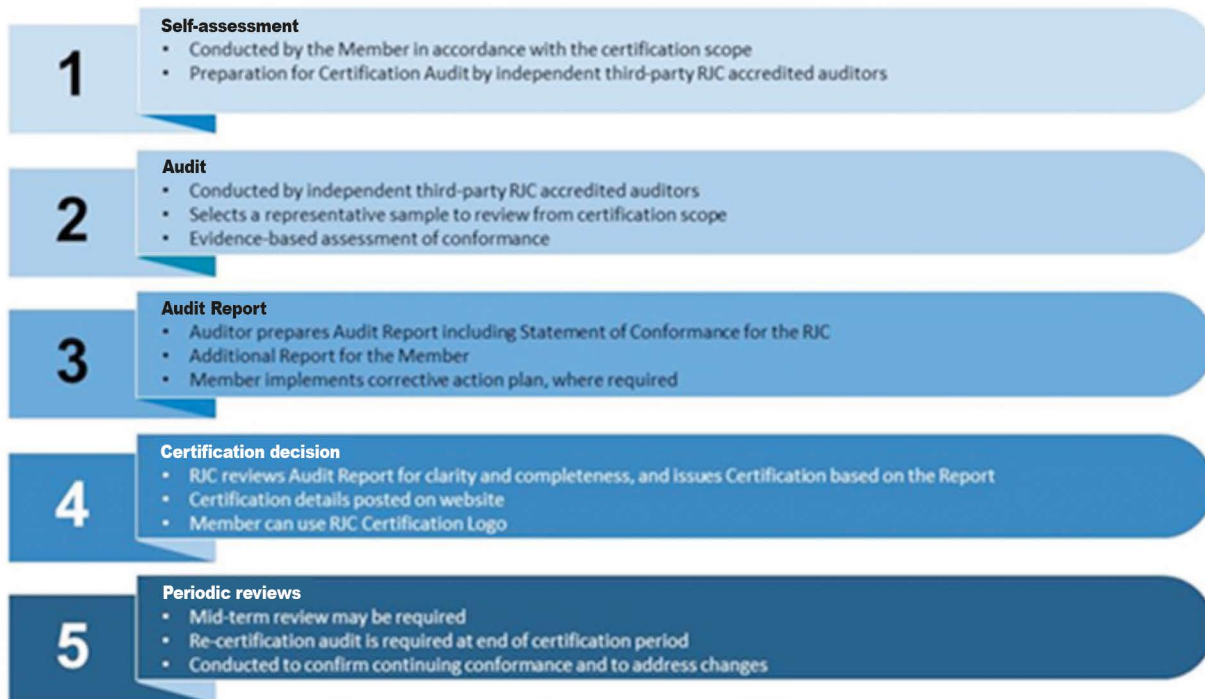 1
Self-assessment
• Conducted by the Member in accordance with the certification scope
• Preparation for Certification Audit by independent third-party RJC accredited auditors
2
Audit
• Conducted by independent third-party RJC accredited auditors
• Selects a representative sample to review from certification scope
• Evidence-based assessment of conformance
3
Audit Report
• Auditor prepares Audit Report including Statement of Conformance for the RJC
• Additional Report for the Member
• Member implements corrective action plan, where required
4
Certification decision
• RJC reviews Audit Report for clarity and completeness, and issues Certification based on the Report
• Certification details posted on website
• Member can use RJC Certification Logo
5
Periodic reviews
• Mid-term review may be required
• Re-certification audit is required at end of certification period
• Conducted to confirm continuing conformance and to address changes